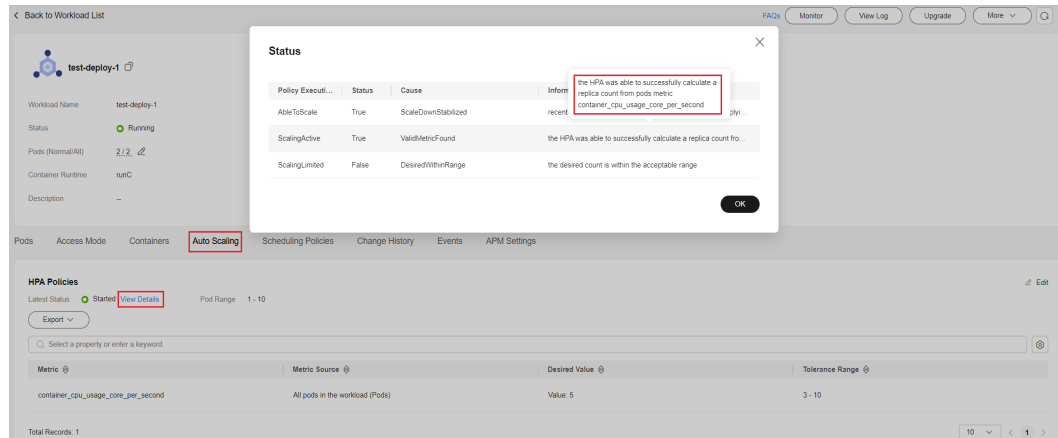 Back to Workload List
FAQs Monitor View Log Upgrade More
test-deploy-1
Workload Name test-deploy-1
Status Running
Pods (Normal/All) 2/2
Container Runtime runC
Description --
Status
Policy Executi... Status Cause Inform
the HPA was able to successfully calculate a
replica count from pods metric
container_cpu_usage_core_per_second
AbleToScale True ScaleDownStabilized recent plyi...
ScalingActive True ValidMetricFound the HPA was able to successfully calculate a replica count fro...
ScalingLimited False DesiredWithinRange the desired count is within the acceptable range
OK
Pods Access Mode Containers Auto Scaling Scheduling Policies Change History Events APM Settings
HPA Policies Edit
Latest Status Started View Details Pod Range 1 - 10
Export
Select a property or enter a keyword.
Metric Metric Source Desired Value Tolerance Range
container_cpu_usage_core_per_second All pods in the workload (Pods) Value: 5 3 - 10
Total Records: 1 10 < 1 >